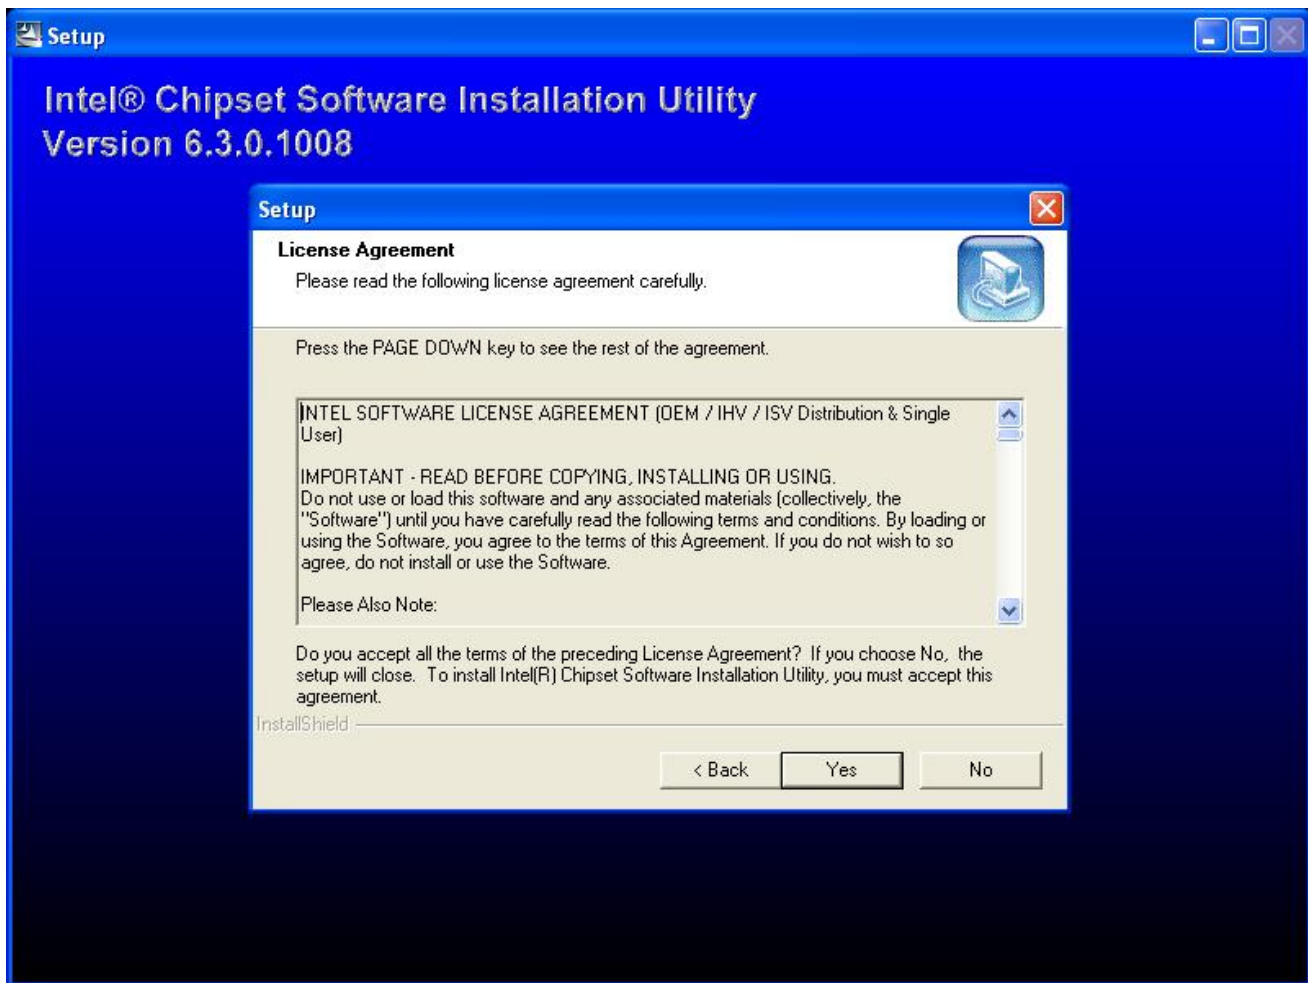 Setup
Intel® Chipset Software Installation Utility
Version 6.3.0.1008
Setup
License Agreement
Please read the following license agreement carefully.
Press the PAGE DOWN key to see the rest of the agreement.
INTEL SOFTWARE LICENSE AGREEMENT (OEM / IHV / ISV Distribution & Single
User)
IMPORTANT - READ BEFORE COPYING, INSTALLING OR USING.
Do not use or load this software and any associated materials (collectively, the
"Software") until you have carefully read the following terms and conditions. By loading or
using the Software, you agree to the terms of this Agreement. If you do not wish to so
agree, do not install or use the Software.
Please Also Note:
Do you accept all the terms of the preceding License Agreement? If you choose No, the
setup will close. To install Intel(R) Chipset Software Installation Utility, you must accept this
agreement.
InstallShield
< Back Yes No